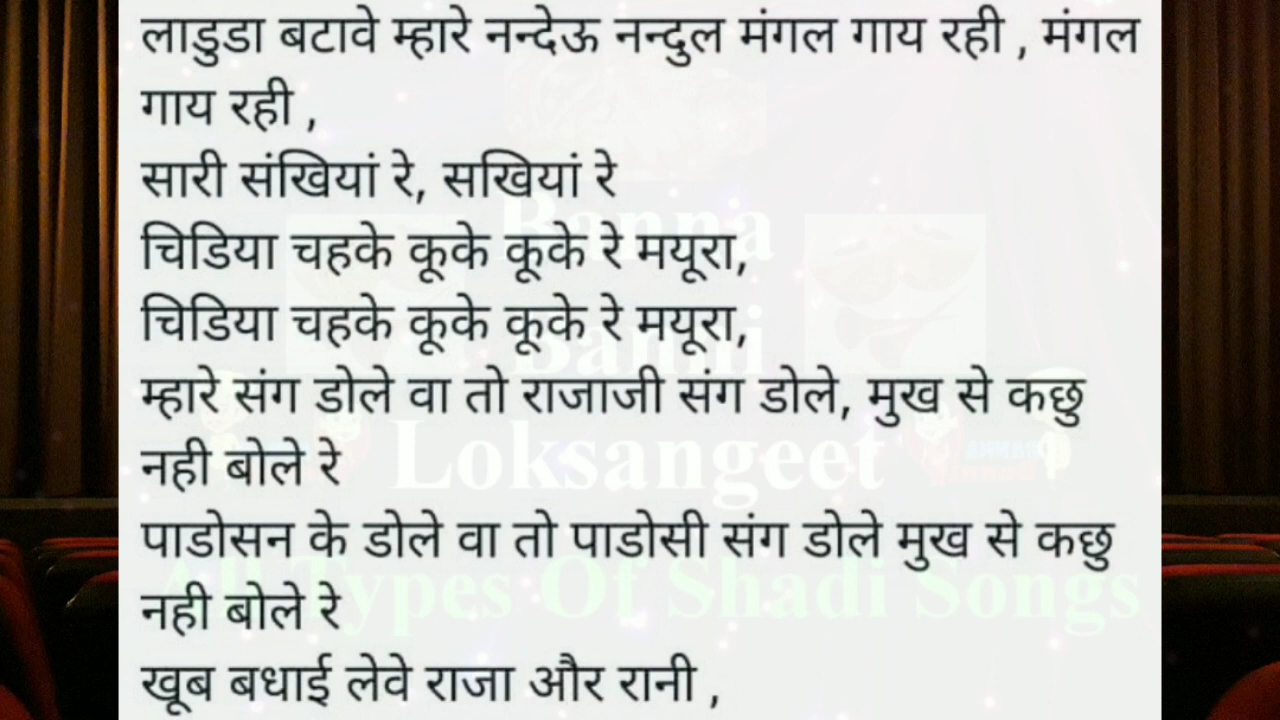 लाडुडा बटावे म्हारे नन्देऊ नन्दुल मंगल गाय रही , मंगल
गाय रही ,
सारी संखियां रे, सखियां रे
चिडिया चहके कूके कूके रे मयूरा,
चिडिया चहके कूके कूके रे मयूरा,
म्हारे संग डोले वा तो राजाजी संग डोले, मुख से कछु
नही बोले रे
पाडोसन के डोले वा तो पाडोसी संग डोले मुख से कछु
नही बोले रे
खूब बधाई लेवे राजा और रानी ,
Banna
Banni
Loksangeet
All Types Of Shadi Songs